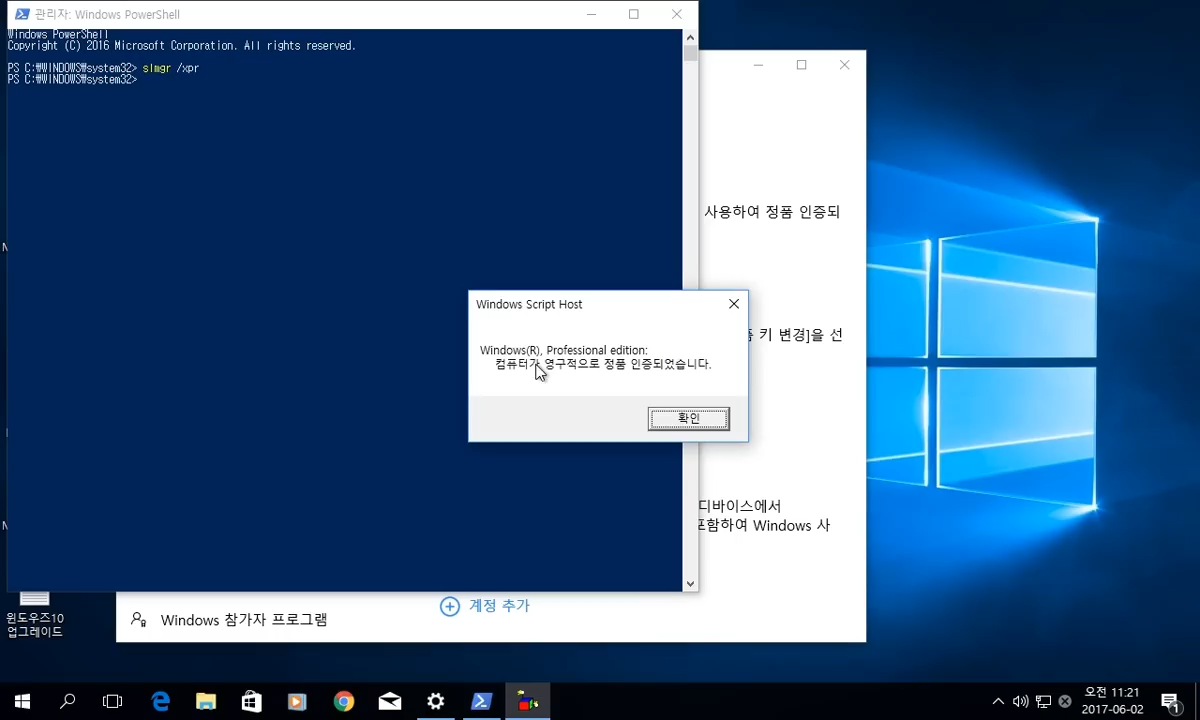 관리자: Windows PowerShell
Windows PowerShell
Copyright (C) 2016 Microsoft Corporation. All rights reserved.
PS C:₩WINDOWS₩system32> slmgr /xpr
PS C:₩WINDOWS₩system32>
사용하여 정품 인증되
키 변경]을 선
Windows Script Host
Windows(R), Professional edition:
컴퓨터가 영구적으로 정품 인증되었습니다.
확인
디바이스에서
포함하여 Windows 사
계정 추가
Windows 참가자 프로그램
윈도우즈10
업그레이드
오전 11:21
2017-06-02
1